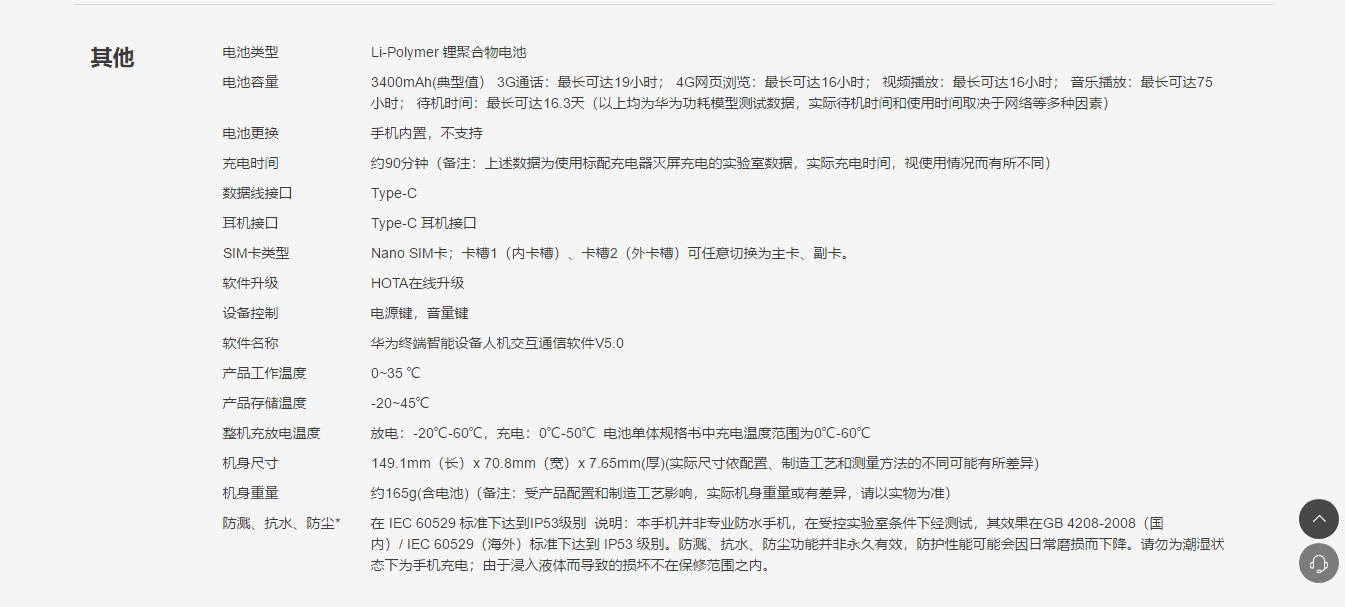 其他
电池类型 Li-Polymer 锂聚合物电池
电池容量 3400mAh(典型值） 3G通话：最长可达19小时； 4G网页浏览：最长可达16小时； 视频播放：最长可达16小时； 音乐播放：最长可达75
小时； 待机时间：最长可达16.3天（以上均为华为功耗模型测试数据，实际待机时间和使用时间取决于网络等多种因素）
电池更换 手机内置，不支持
充电时间 约90分钟（备注：上述数据为使用标配充电器灭屏充电的实验室数据，实际充电时间，视使用情况而有所不同）
数据线接口 Type-C
耳机接口 Type-C 耳机接口
SIM卡类型 Nano SIM卡；卡槽1（内卡槽）、卡槽2（外卡槽）可任意切换为主卡、副卡。
软件升级 HOTA在线升级
设备控制 电源键，音量键
软件名称 华为终端智能设备人机交互通信软件V5.0
产品工作温度 0~35 ℃
产品存储温度 -20~45℃
整机充放电温度 放电：-20℃-60℃，充电：0℃-50℃ 电池单体规格书中充电温度范围为0℃-60℃
机身尺寸 149.1mm（长）x 70.8mm（宽）x 7.65mm(厚)(实际尺寸依配置、制造工艺和测量方法的不同可能有所差异)
机身重量 约165g(含电池)（备注：受产品配置和制造工艺影响，实际机身重量或有差异，请以实物为准）
防溅、抗水、防尘* 在 IEC 60529 标准下达到IP53级别 说明：本手机并非专业防水手机，在受控实验室条件下经测试，其效果在GB 4208-2008（国
内）/ IEC 60529（海外）标准下达到 IP53 级别。防溅、抗水、防尘功能并非永久有效，防护性能可能会因日常磨损而下降。请勿为潮湿状
态下为手机充电；由于浸入液体而导致的损坏不在保修范围之内。